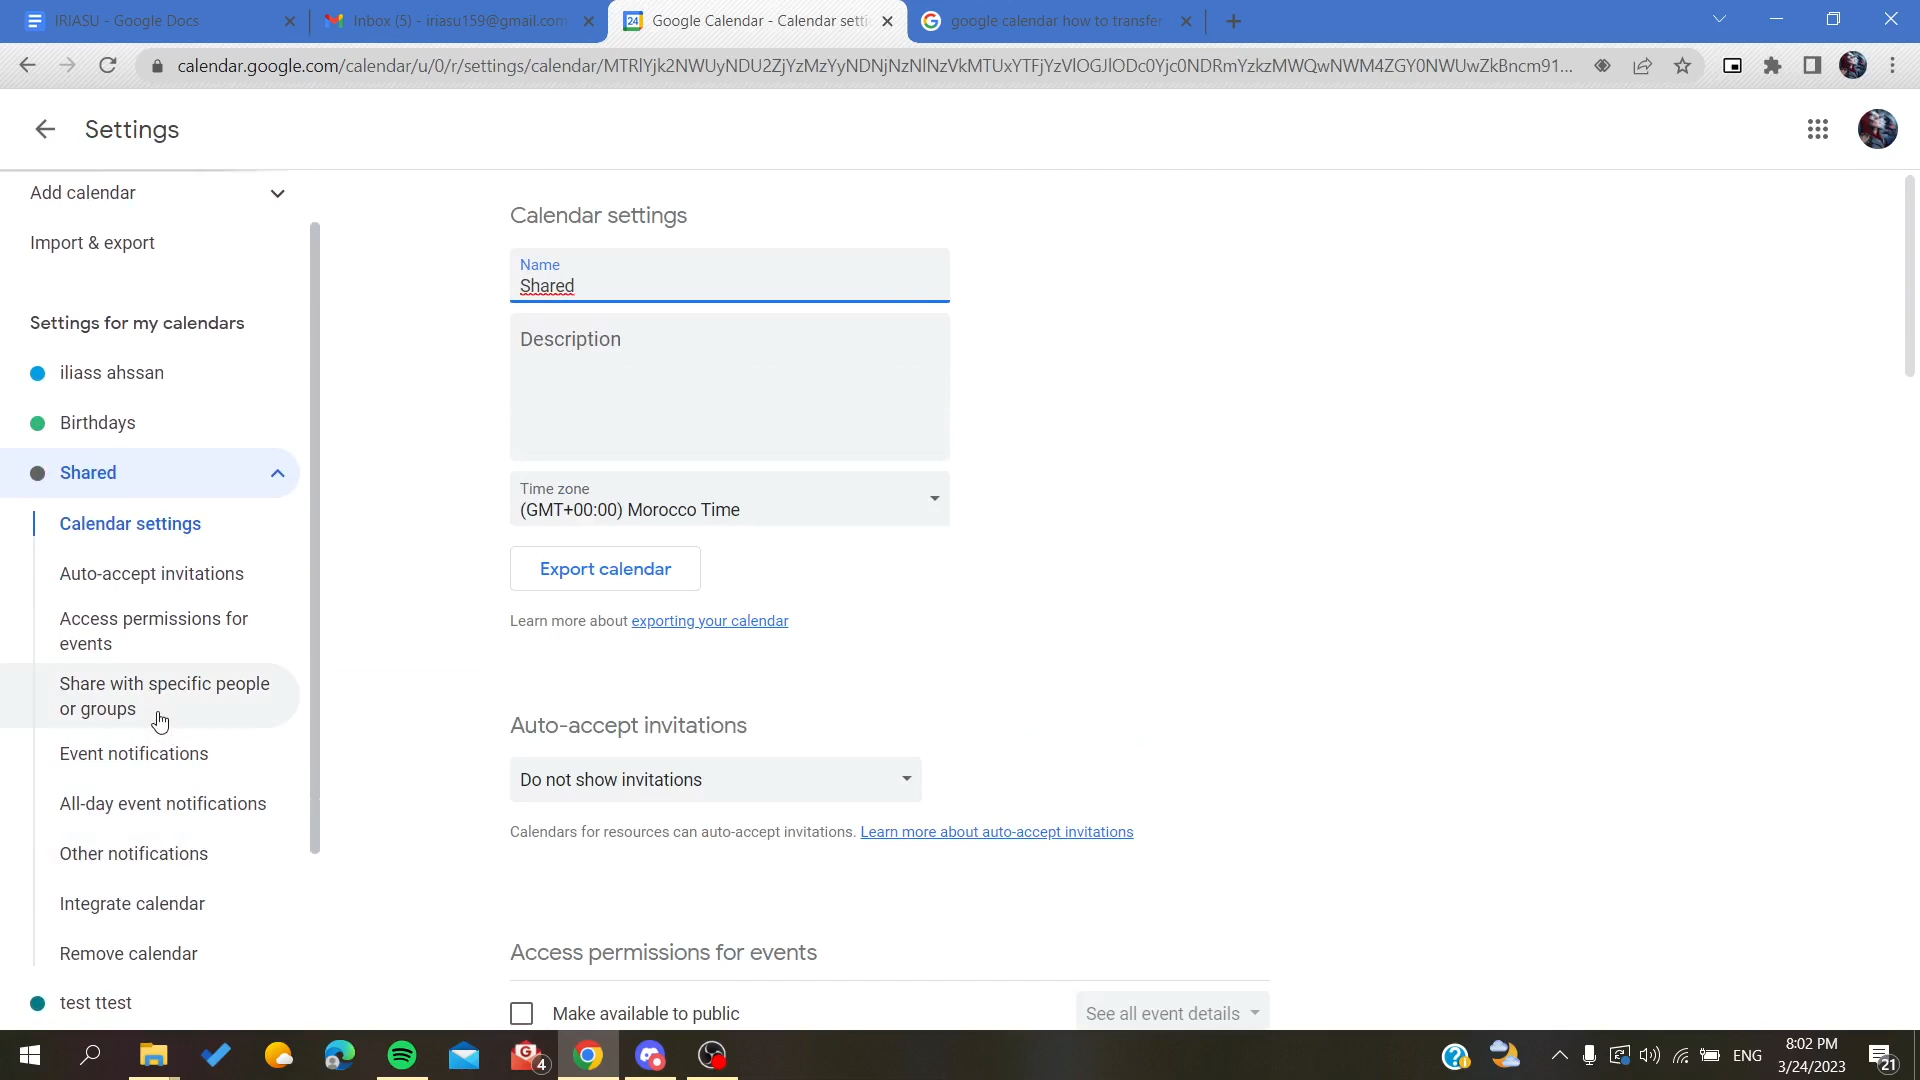 IRIASU - Google Docs
Inbox (5) - iriasu159@gmail.com
Google Calendar - Calendar setti
google calendar how to transfer
calendar.google.com/calendar/u/0/r/settings/calendar/
Settings
Add calendar
Import & export
Settings for my calendars
iliass ahssan
Birthdays
Shared
Calendar settings
Auto-accept invitations
Access permissions for
events
Share with specific people
or groups
Event notifications
All-day event notifications
Other notifications
Integrate calendar
Remove calendar
test ttest
Calendar settings
Name
Shared
Description
Time zone
(GMT+00:00) Morocco Time
Export calendar
Learn more about exporting your calendar
Auto-accept invitations
Do not show invitations
Calendars for resources can auto-accept invitations. Learn more about auto-accept invitations
Access permissions for events
Make available to public
See all event details
4
ENG
8:02 PM
3/24/2023
21